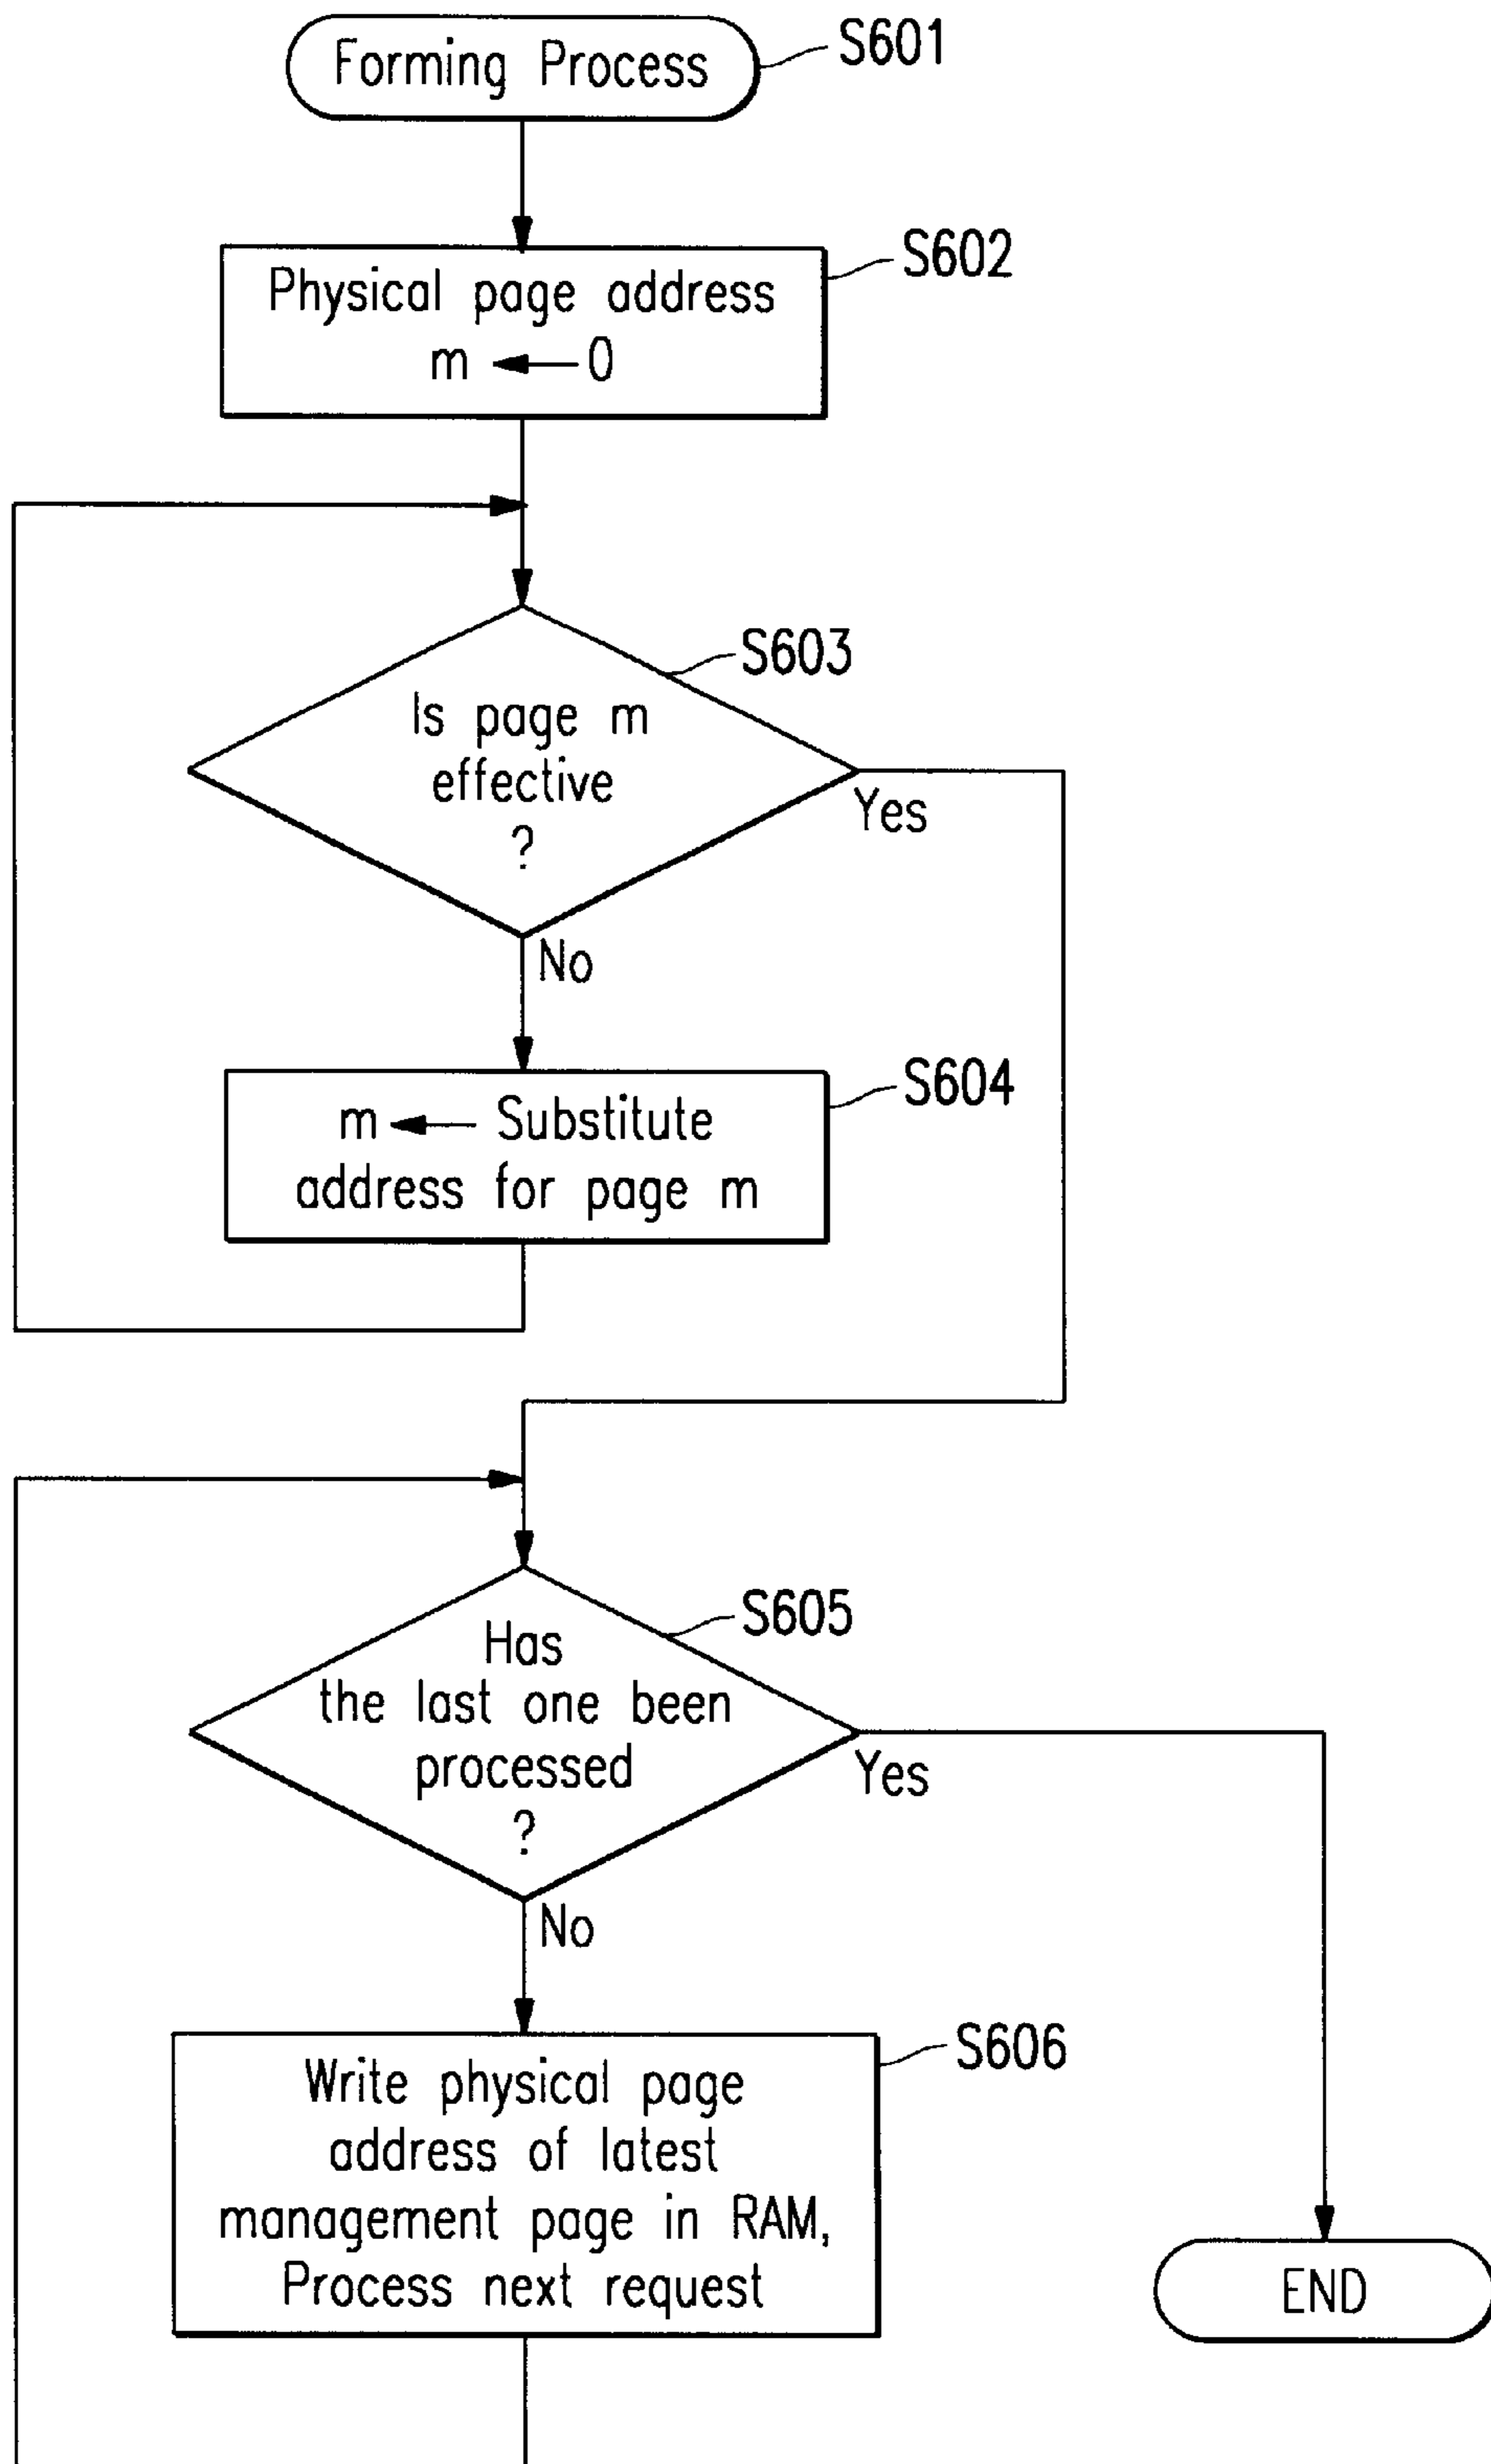 Forming Process
S601
Physical page address
m ← 0
S602
Is page m
effective
?
S603
Yes
No
m ← Substitute
address for page m
S604
Has
the last one been
processed
?
S605
Yes
No
Write physical page
address of latest
management page in RAM,
Process next request
S606
END